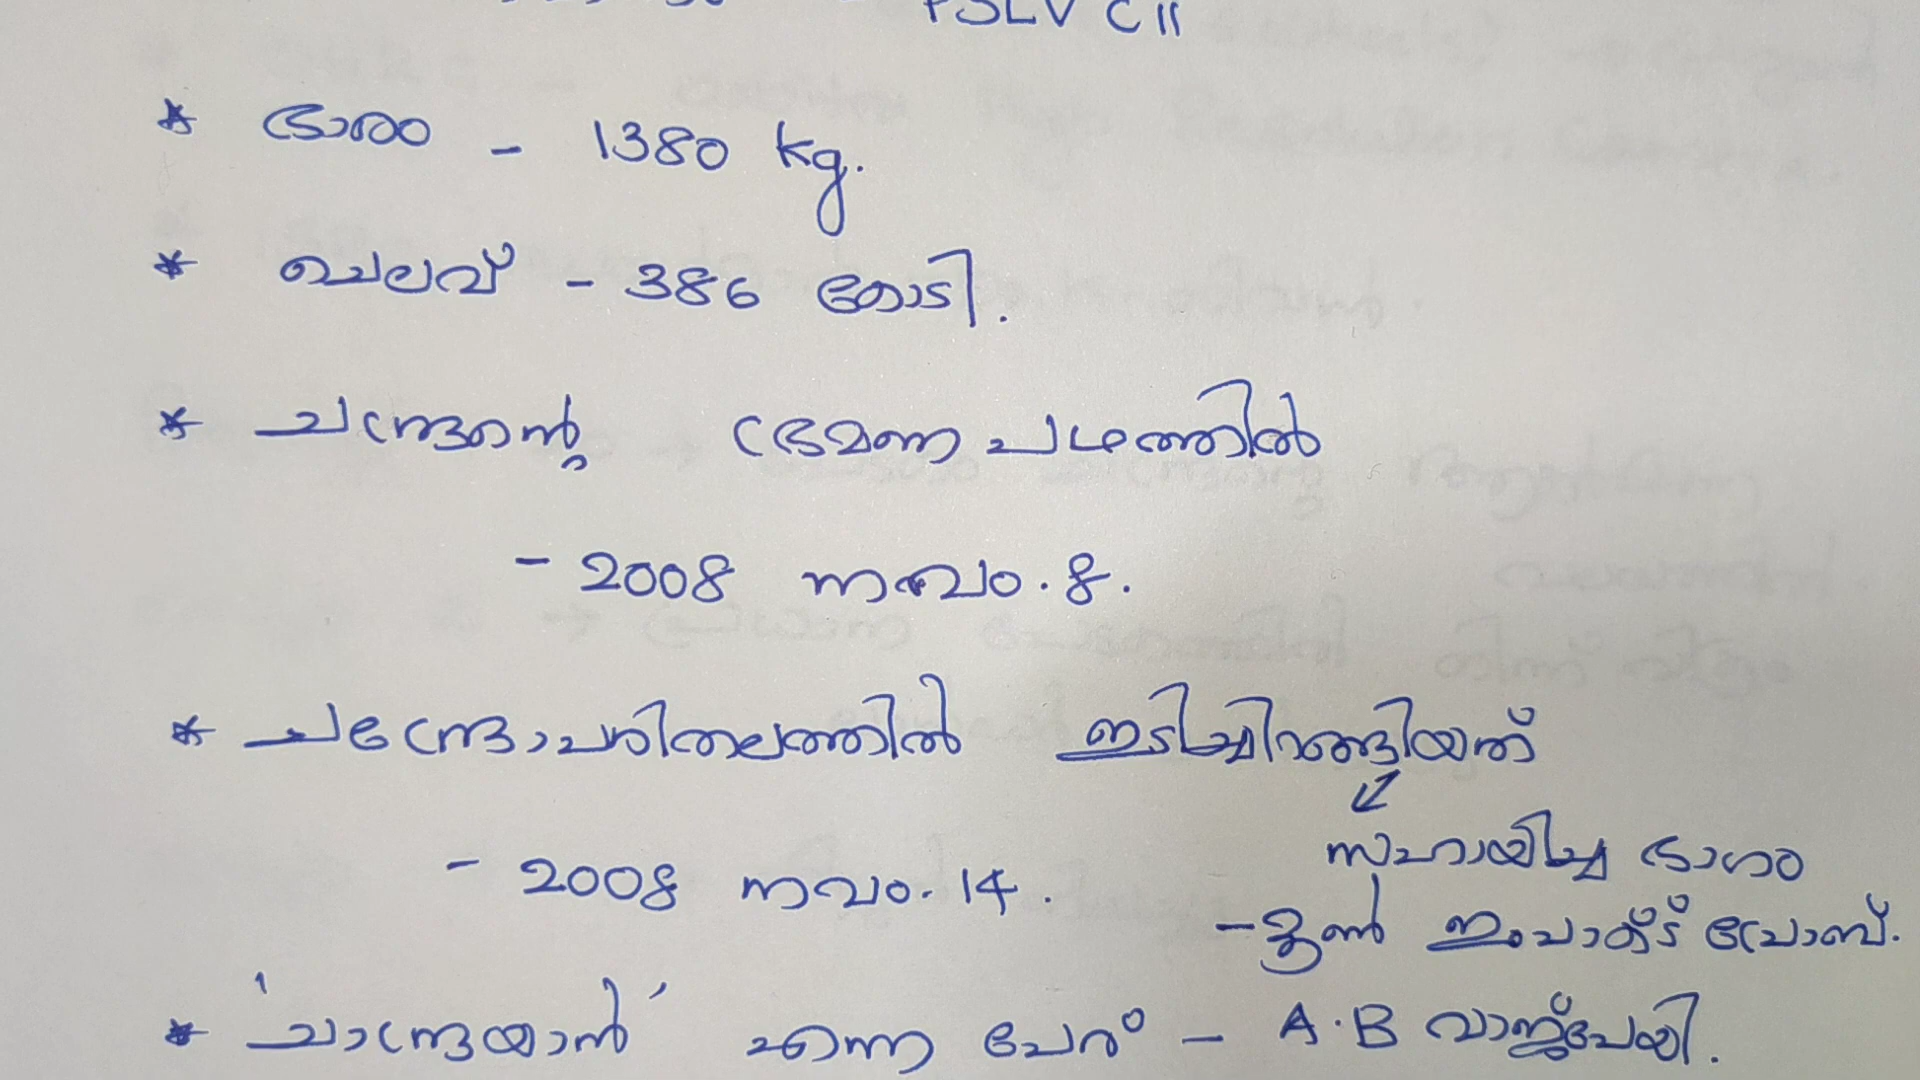 PSLV C11
* ഭാരം - 1380 kg.
* ചെലവ് - 386 കോടി.
* ചന്ദ്രന്റെ ഭ്രമണപഥത്തിൽ
- 2008 നവം. 8.
* ചന്ദ്രോപരിതലത്തിൽ ഇടിച്ചിറങ്ങിയത്
↙
സഹായിച്ച ഭാഗം
- 2008 നവം. 14.
- മൂൺ ഇംപാക്ട് പ്രോബ്.
* 'ചാന്ദ്രയാൻ' എന്ന പേര് - A.B വാജ്പേയി.